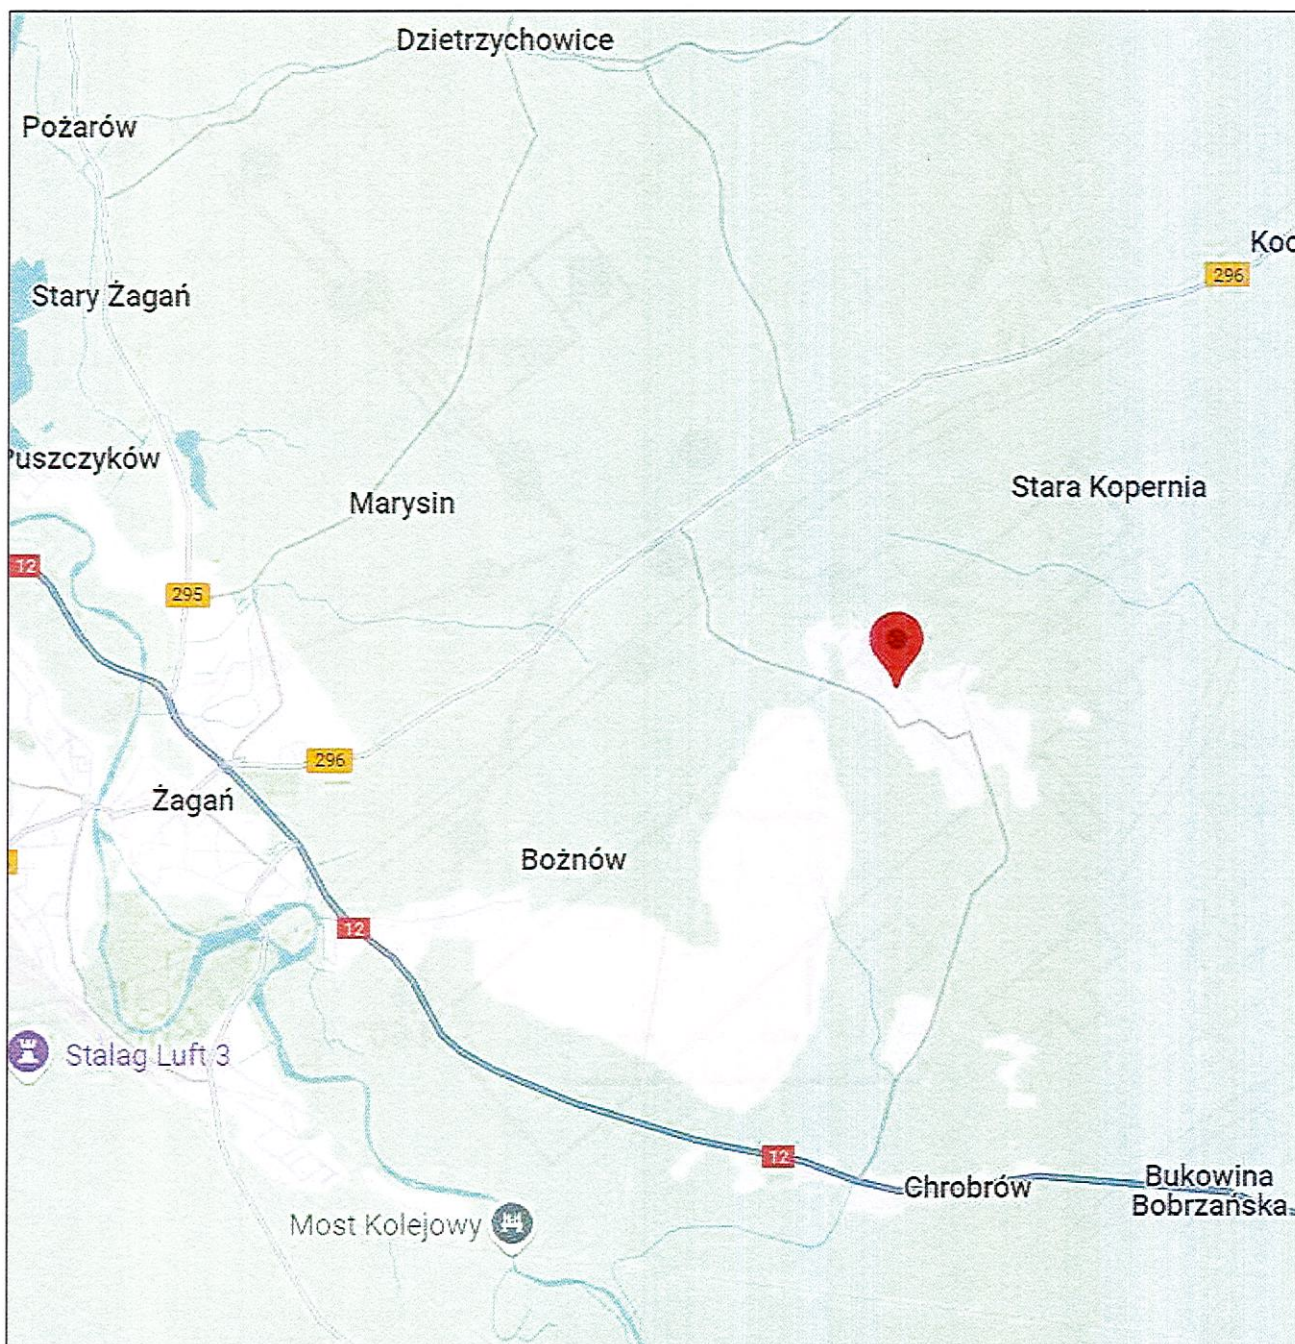 Dzietrzychowice
Pożarów
Koc
296
Stary Żagań
Puszczyków
Stara Kopernia
Marysin
12
295
296
Żagań
Bożnów
12
Stalag Luft 3
12
Chrobrów
Bukowina
Bobrzańska
Most Kolejowy